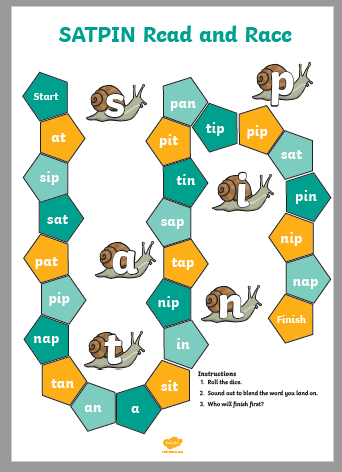 SATPIN Read and Race
Start
at
sip
sat
pat
pip
nap
tan
an
a
sit
in
nip
tap
sap
tin
pit
pan
tip
pip
sat
pin
nip
nap
Finish
s
a
t
p
i
n
Instructions
1. Roll the dice.
2. Sound out to blend the word you land on.
3. Who will finish first?